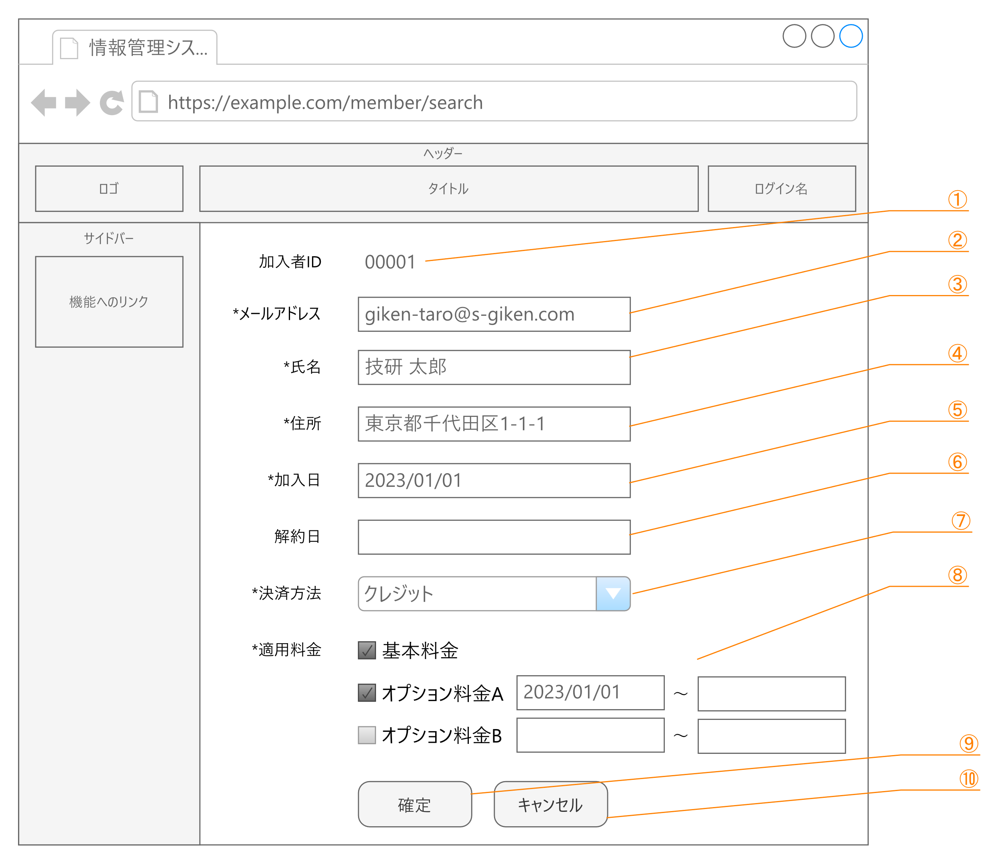 情報管理シス...
https://example.com/member/search
ヘッダー
ロゴ
タイトル
ログイン名
①
サイドバー
機能へのリンク
加入者ID 00001
②
*メールアドレス giken-taro@s-giken.com
③
*氏名 技研 太郎
④
*住所 東京都千代田区1-1-1
⑤
*加入日 2023/01/01
⑥
解約日
⑦
*決済方法 クレジット
⑧
*適用料金 基本料金
オプション料金A 2023/01/01 ～
オプション料金B ～
⑨
確定
キャンセル
⑩